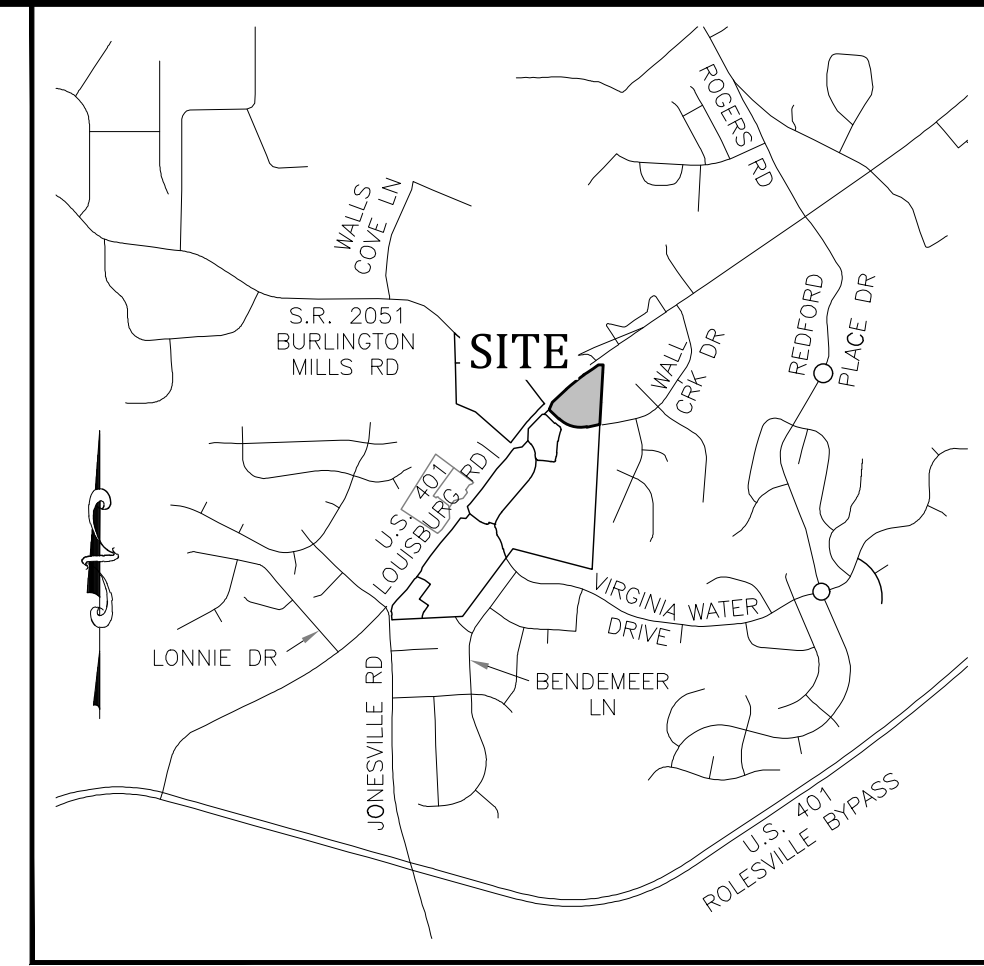 ROGERS RD
WALLS
COVE LN
S.R. 2051
BURLINGTON
MILLS RD
SITE
WALL
CRK DR
REDFORD
PLACE DR
U.S. 401
LOUISBURG RD
VIRGINIA WATER
DRIVE
LONNIE DR
BENDEMEER
LN
JONESVILLE RD
U.S. 401
ROLESVILLE BYPASS